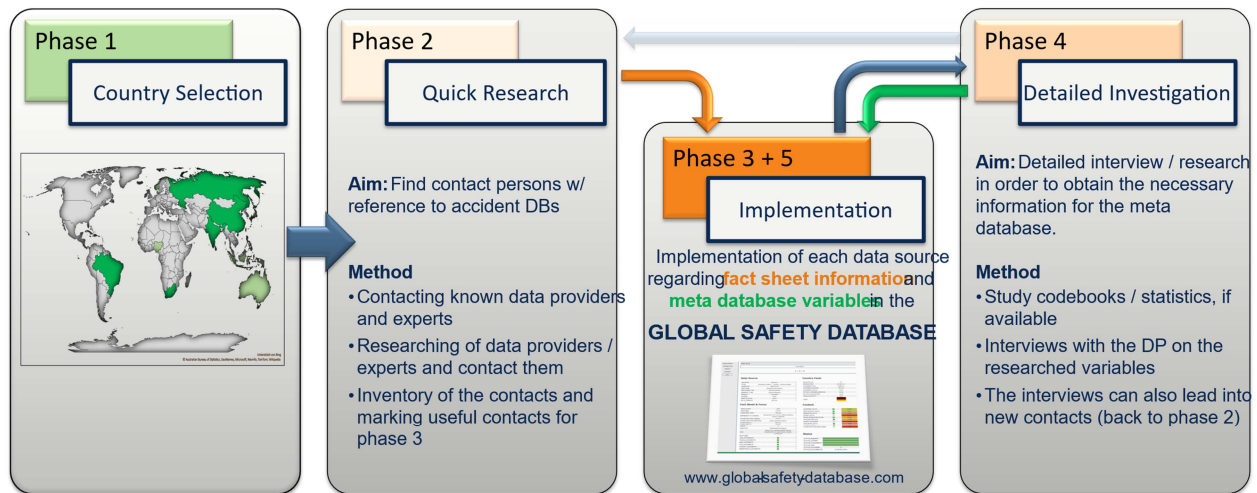 Phase 1
Country Selection
Phase 2
Quick Research
Aim: Find contact persons w/
reference to accident DBs
Method
• Contacting known data providers
and experts
• Researching of data providers /
experts and contact them
• Inventory of the contacts and
marking useful contacts for
phase 3
Phase 3 + 5
Implementation
Implementation of each data source
regarding fact sheet information and
meta database variables in the
GLOBAL SAFETY DATABASE
www.global-safety-database.com
Phase 4
Detailed Investigation
Aim: Detailed interview / research
in order to obtain the necessary
information for the meta
database.
Method
• Study codebooks / statistics, if
available
• Interviews with the DP on the
researched variables
• The interviews can also lead into
new contacts (back to phase 2)